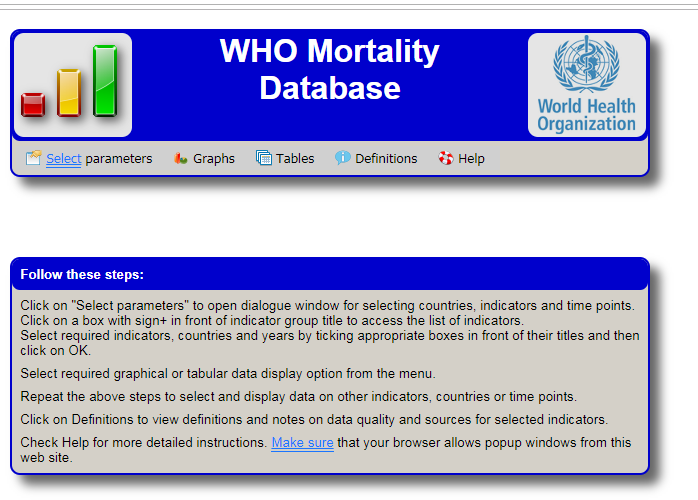 WHO Mortality
Database
World Health
Organization
Select parameters Graphs Tables Definitions Help
Follow these steps:
Click on "Select parameters" to open dialogue window for selecting countries, indicators and time points.
Click on a box with sign+ in front of indicator group title to access the list of indicators.
Select required indicators, countries and years by ticking appropriate boxes in front of their titles and then
click on OK.
Select required graphical or tabular data display option from the menu.
Repeat the above steps to select and display data on other indicators, countries or time points.
Click on Definitions to view definitions and notes on data quality and sources for selected indicators.
Check Help for more detailed instructions. Make sure that your browser allows popup windows from this
web site.